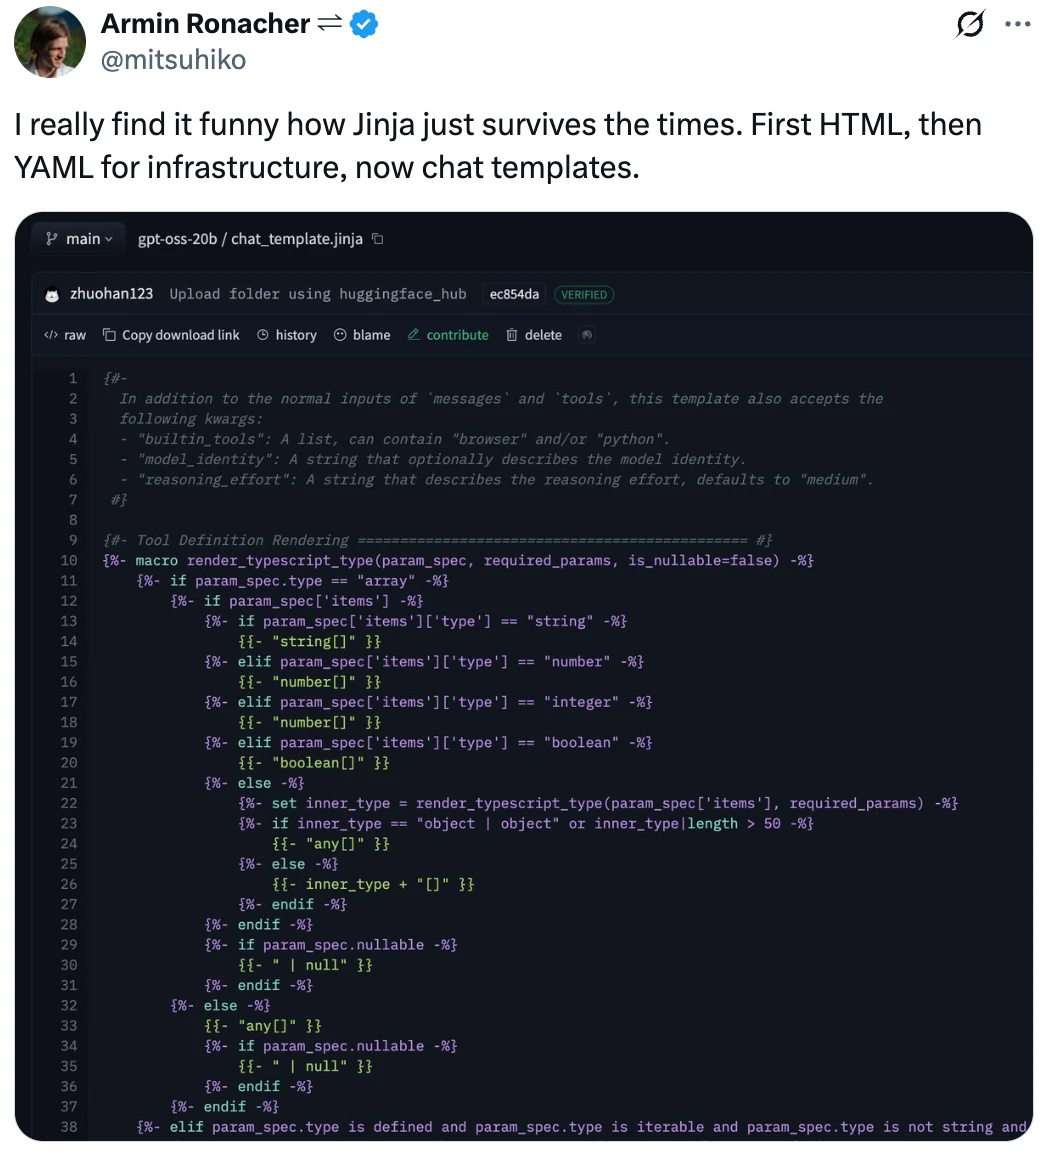 Armin Ronacher ⇌
@mitsuhiko
I really find it funny how Jinja just survives the times. First HTML, then
YAML for infrastructure, now chat templates.
main gpt-oss-20b / chat_template.jinja
zhuohan123 Upload folder using huggingface_hub ec854da VERIFIED
</> raw Copy download link history blame contribute delete
1 {#-
2   In addition to the normal inputs of `messages` and `tools`, this template also accepts the
3   following kwargs:
4   - "builtin_tools": A list, can contain "browser" and/or "python".
5   - "model_identity": A string that optionally describes the model identity.
6   - "reasoning_effort": A string that describes the reasoning effort, defaults to "medium".
7  #}
8
9 {#- Tool Definition Rendering ============================================== #}
10 {%- macro render_typescript_type(param_spec, required_params, is_nullable=false) -%}
11     {%- if param_spec.type == "array" -%}
12         {%- if param_spec['items'] -%}
13             {%- if param_spec['items']['type'] == "string" -%}
14                 {{- "string[]" }}
15             {%- elif param_spec['items']['type'] == "number" -%}
16                 {{- "number[]" }}
17             {%- elif param_spec['items']['type'] == "integer" -%}
18                 {{- "number[]" }}
19             {%- elif param_spec['items']['type'] == "boolean" -%}
20                 {{- "boolean[]" }}
21             {%- else -%}
22                 {%- set inner_type = render_typescript_type(param_spec['items'], required_params) -%}
23                 {%- if inner_type == "object | object" or inner_type|length > 50 -%}
24                     {{- "any[]" }}
25                 {%- else -%}
26                     {{- inner_type + "[]" }}
27                 {%- endif -%}
28             {%- endif -%}
29             {%- if param_spec.nullable -%}
30                 {{- " | null" }}
31             {%- endif -%}
32         {%- else -%}
33             {{- "any[]" }}
34             {%- if param_spec.nullable -%}
35                 {{- " | null" }}
36             {%- endif -%}
37         {%- endif -%}
38     {%- elif param_spec.type is defined and param_spec.type is iterable and param_spec.type is not string and